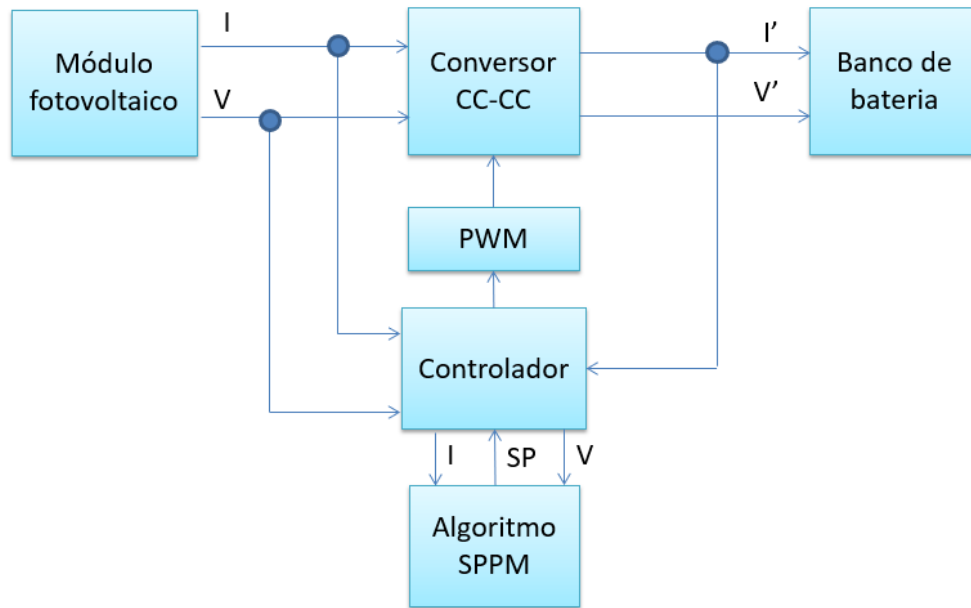 Módulo
fotovoltaico
I
V
Conversor
CC-CC
I’
V’
Banco de
bateria
PWM
Controlador
I
SP
V
Algoritmo
SPPM